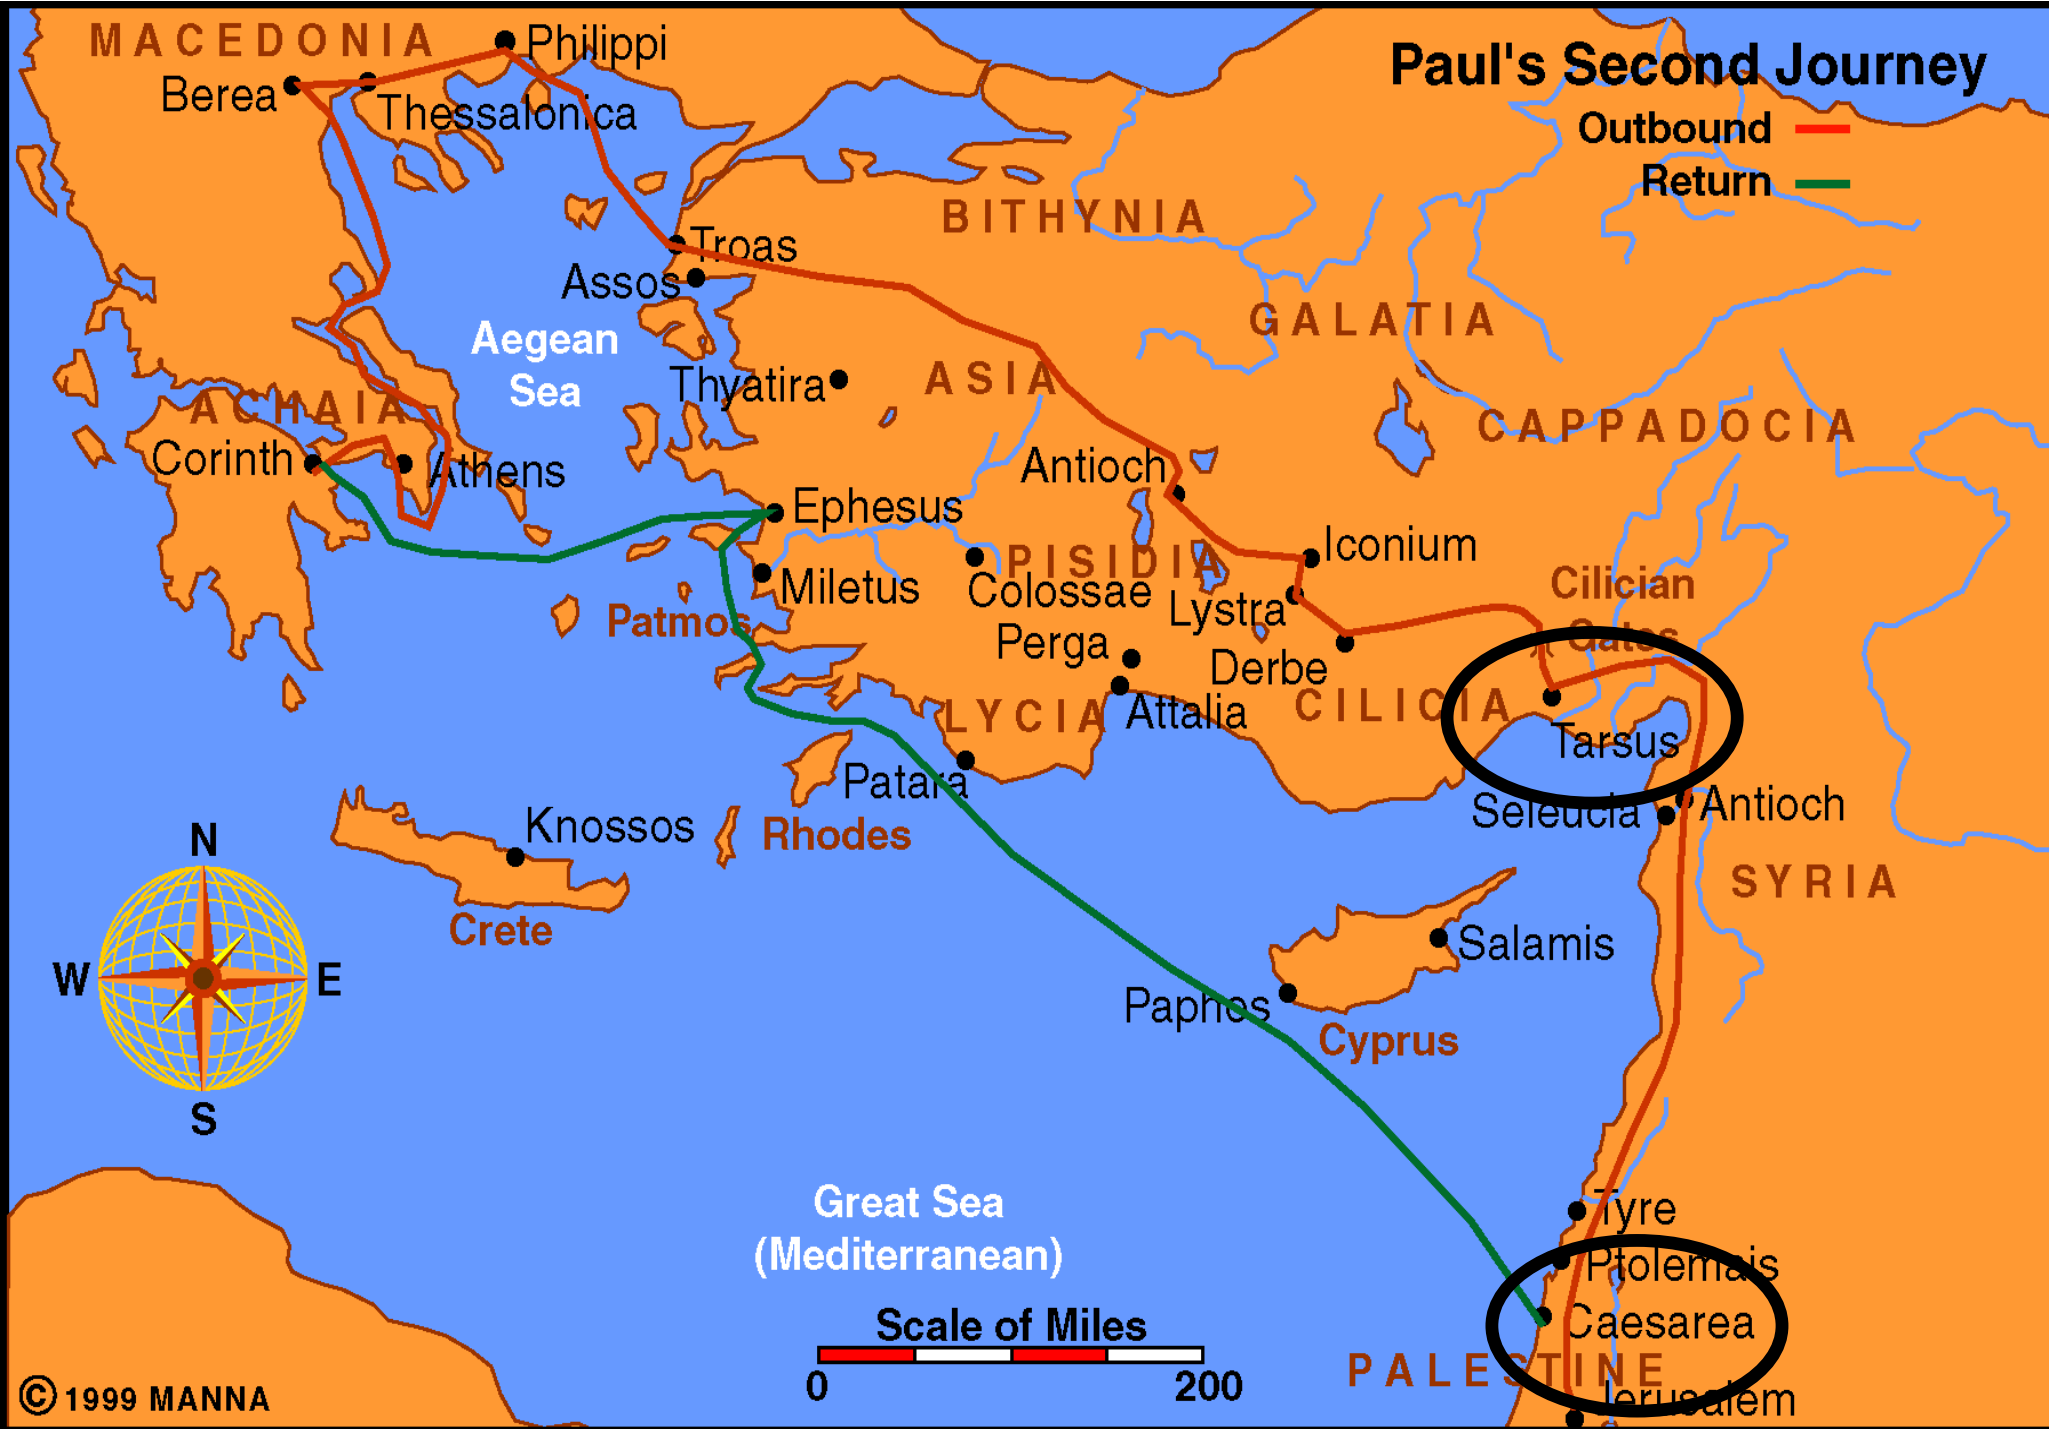 MACEDONIA
Philippi
Berea
Thessalonica
Paul's Second Journey
Outbound
Return
BITHYNIA
Troas
Assos
GALATIA
Aegean
Sea
Thyatira
ASIA
ACHAIA
CAPPADOCIA
Corinth
Athens
Antioch
Ephesus
Iconium
PISIDIA
Colossae
Miletus
Cilician
Gates
Patmos
Lystra
Perga
Derbe
LYCIA
Attalia
CILICIA
Tarsus
Patara
Seleucia
Antioch
Knossos
Rhodes
SYRIA
Crete
N
W
E
S
Salamis
Paphos
Cyprus
Great Sea
(Mediterranean)
Tyre
Ptolemais
Caesarea
Scale of Miles
0 200
PALESTINE
Jerusalem
© 1999 MANNA